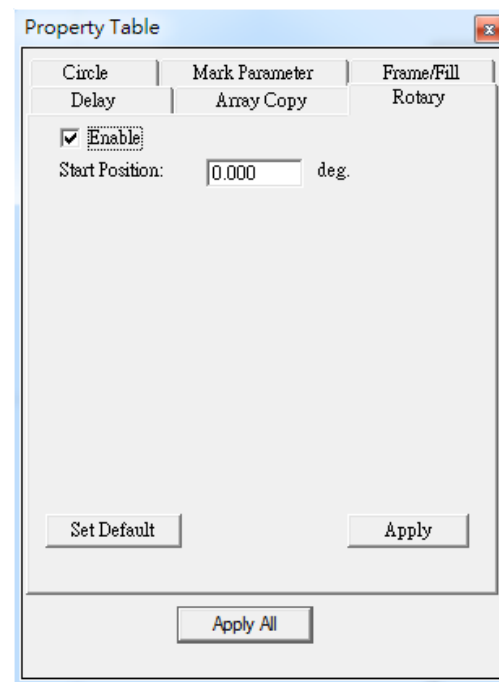 Property Table
Circle Mark Parameter Frame/Fill
Delay Array Copy Rotary
Enable
Start Position: 0.000 deg.
Set Default Apply
Apply All